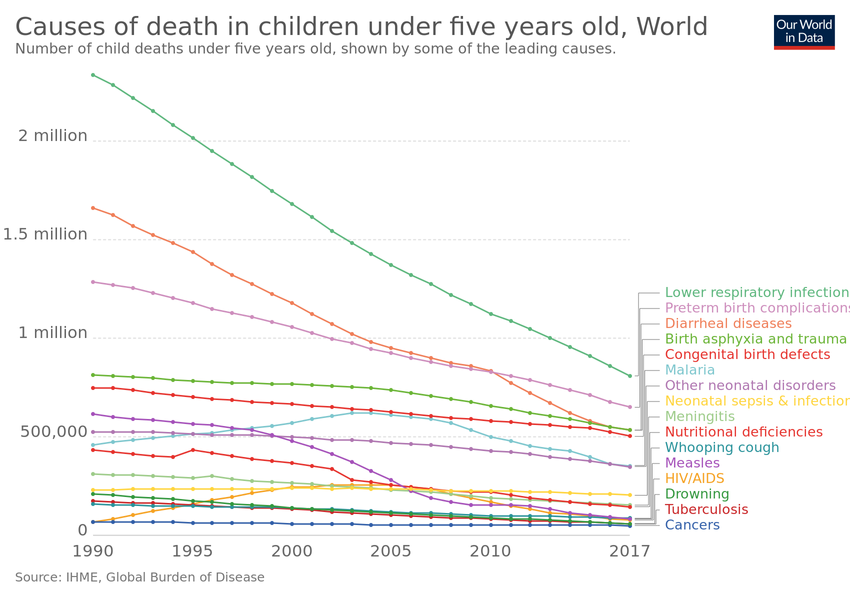 Causes of death in children under five years old, World
Number of child deaths under five years old, shown by some of the leading causes.
Our World
in Data
2 million
1.5 million
1 million
500,000
0
1990
1995
2000
2005
2010
2017
Lower respiratory infection
Preterm birth complications
Diarrheal diseases
Birth asphyxia and trauma
Congenital birth defects
Malaria
Other neonatal disorders
Neonatal sepsis & infection
Meningitis
Nutritional deficiencies
Whooping cough
Measles
HIV/AIDS
Drowning
Tuberculosis
Cancers
Source: IHME, Global Burden of Disease